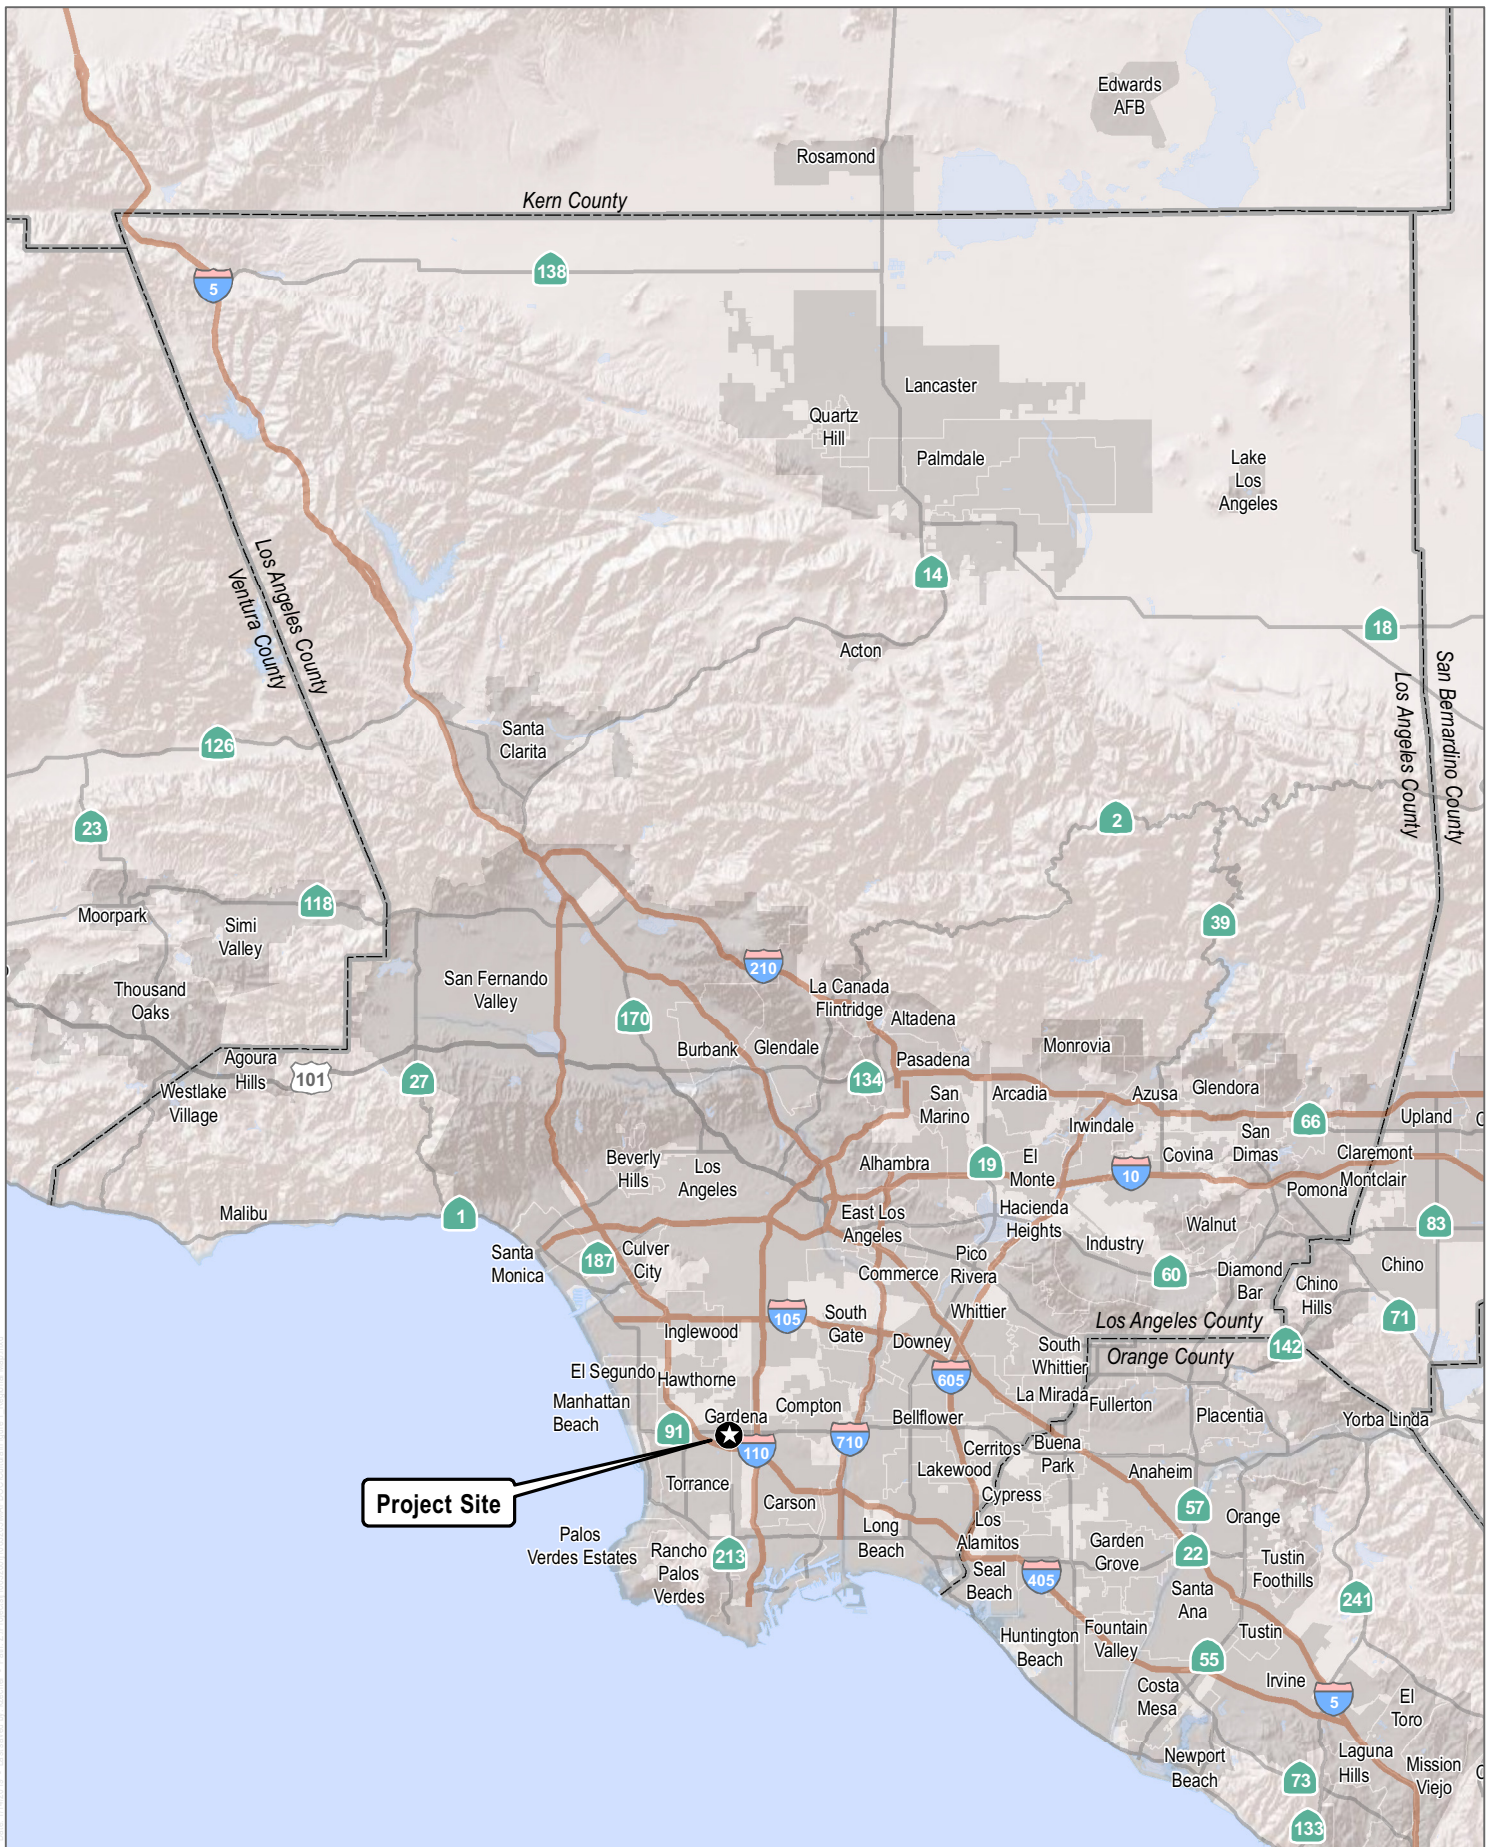 Edwards
AFB
Rosamond
Kern County
138
5
Lancaster
Quartz
Hill
Palmdale
Lake
Los
Angeles
Los Angeles County
Ventura County
14
18
Acton
San Bernardino County
Los Angeles County
Santa
Clarita
126
23
2
118
Moorpark
Simi
Valley
39
San Fernando
Valley
210
Thousand
Oaks
La Canada
Flintridge
170
Altadena
Burbank
Glendale
Monrovia
Agoura
Hills
101
27
134
Pasadena
Westlake
Village
San
Marino
Arcadia
Azusa
Glendora
Irwindale
66
Upland
San
Dimas
Beverly
Hills
Los
Angeles
Alhambra
19
El
Monte
10
Covina
Claremont
Pomona
Montclair
Malibu
1
East Los
Angeles
Hacienda
Heights
Walnut
83
Santa
Monica
187
Culver
City
Industry
Pico
Rivera
Commerce
60
Diamond
Bar
Chino
Chino
Hills
105
South
Gate
Whittier
Inglewood
Downey
Los Angeles County
71
South
Whittier
Orange County
142
El Segundo
Hawthorne
605
Manhattan
Beach
La Mirada
Fullerton
Compton
Gardena
Bellflower
Placentia
Yorba Linda
91
110
710
Cerritos
Buena
Park
Lakewood
Anaheim
Torrance
Project Site
Carson
Cypress
57
Orange
Los
Alamitos
Long
Beach
Palos
Verdes Estates
Rancho
Palos
Verdes
213
Garden
Grove
22
Tustin
Foothills
Seal
Beach
405
Santa
Ana
241
Huntington
Beach
Fountain
Valley
Tustin
55
Costa
Mesa
Irvine
5
El
Toro
Newport
Beach
Laguna
Hills
Mission
Viejo
73
133